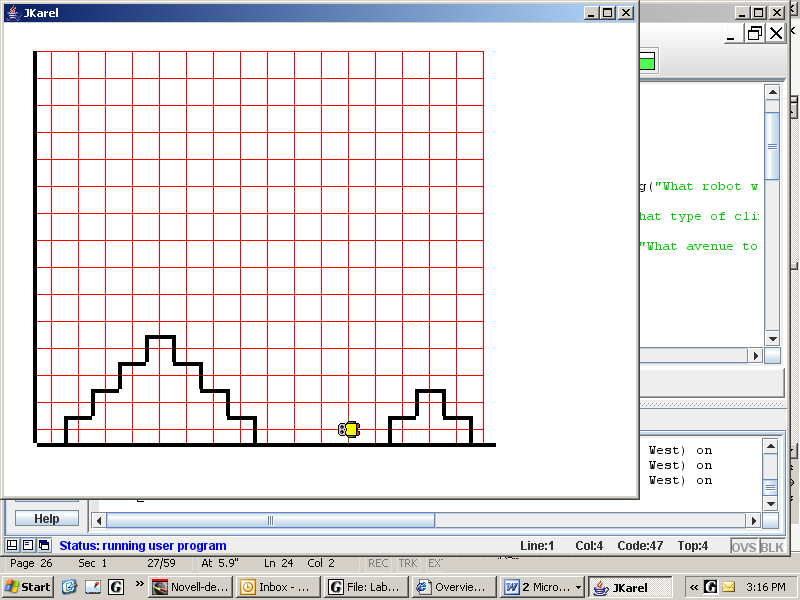 JKarel
g("What robot w
hat type of cli
"What avenue to
West) on
West) on
West) on
Help
Status: running user program
Line:1 Col:4 Code:47 Top:4
OVS BLK
Page 26 Sec 1 27/59 At 5.9" Ln 24 Col 2 REC TRK EXT
Start
»
Novell-de...
Inbox - ...
File: Lab...
Overvie...
2 Micro...
JKarel
«
3:16 PM